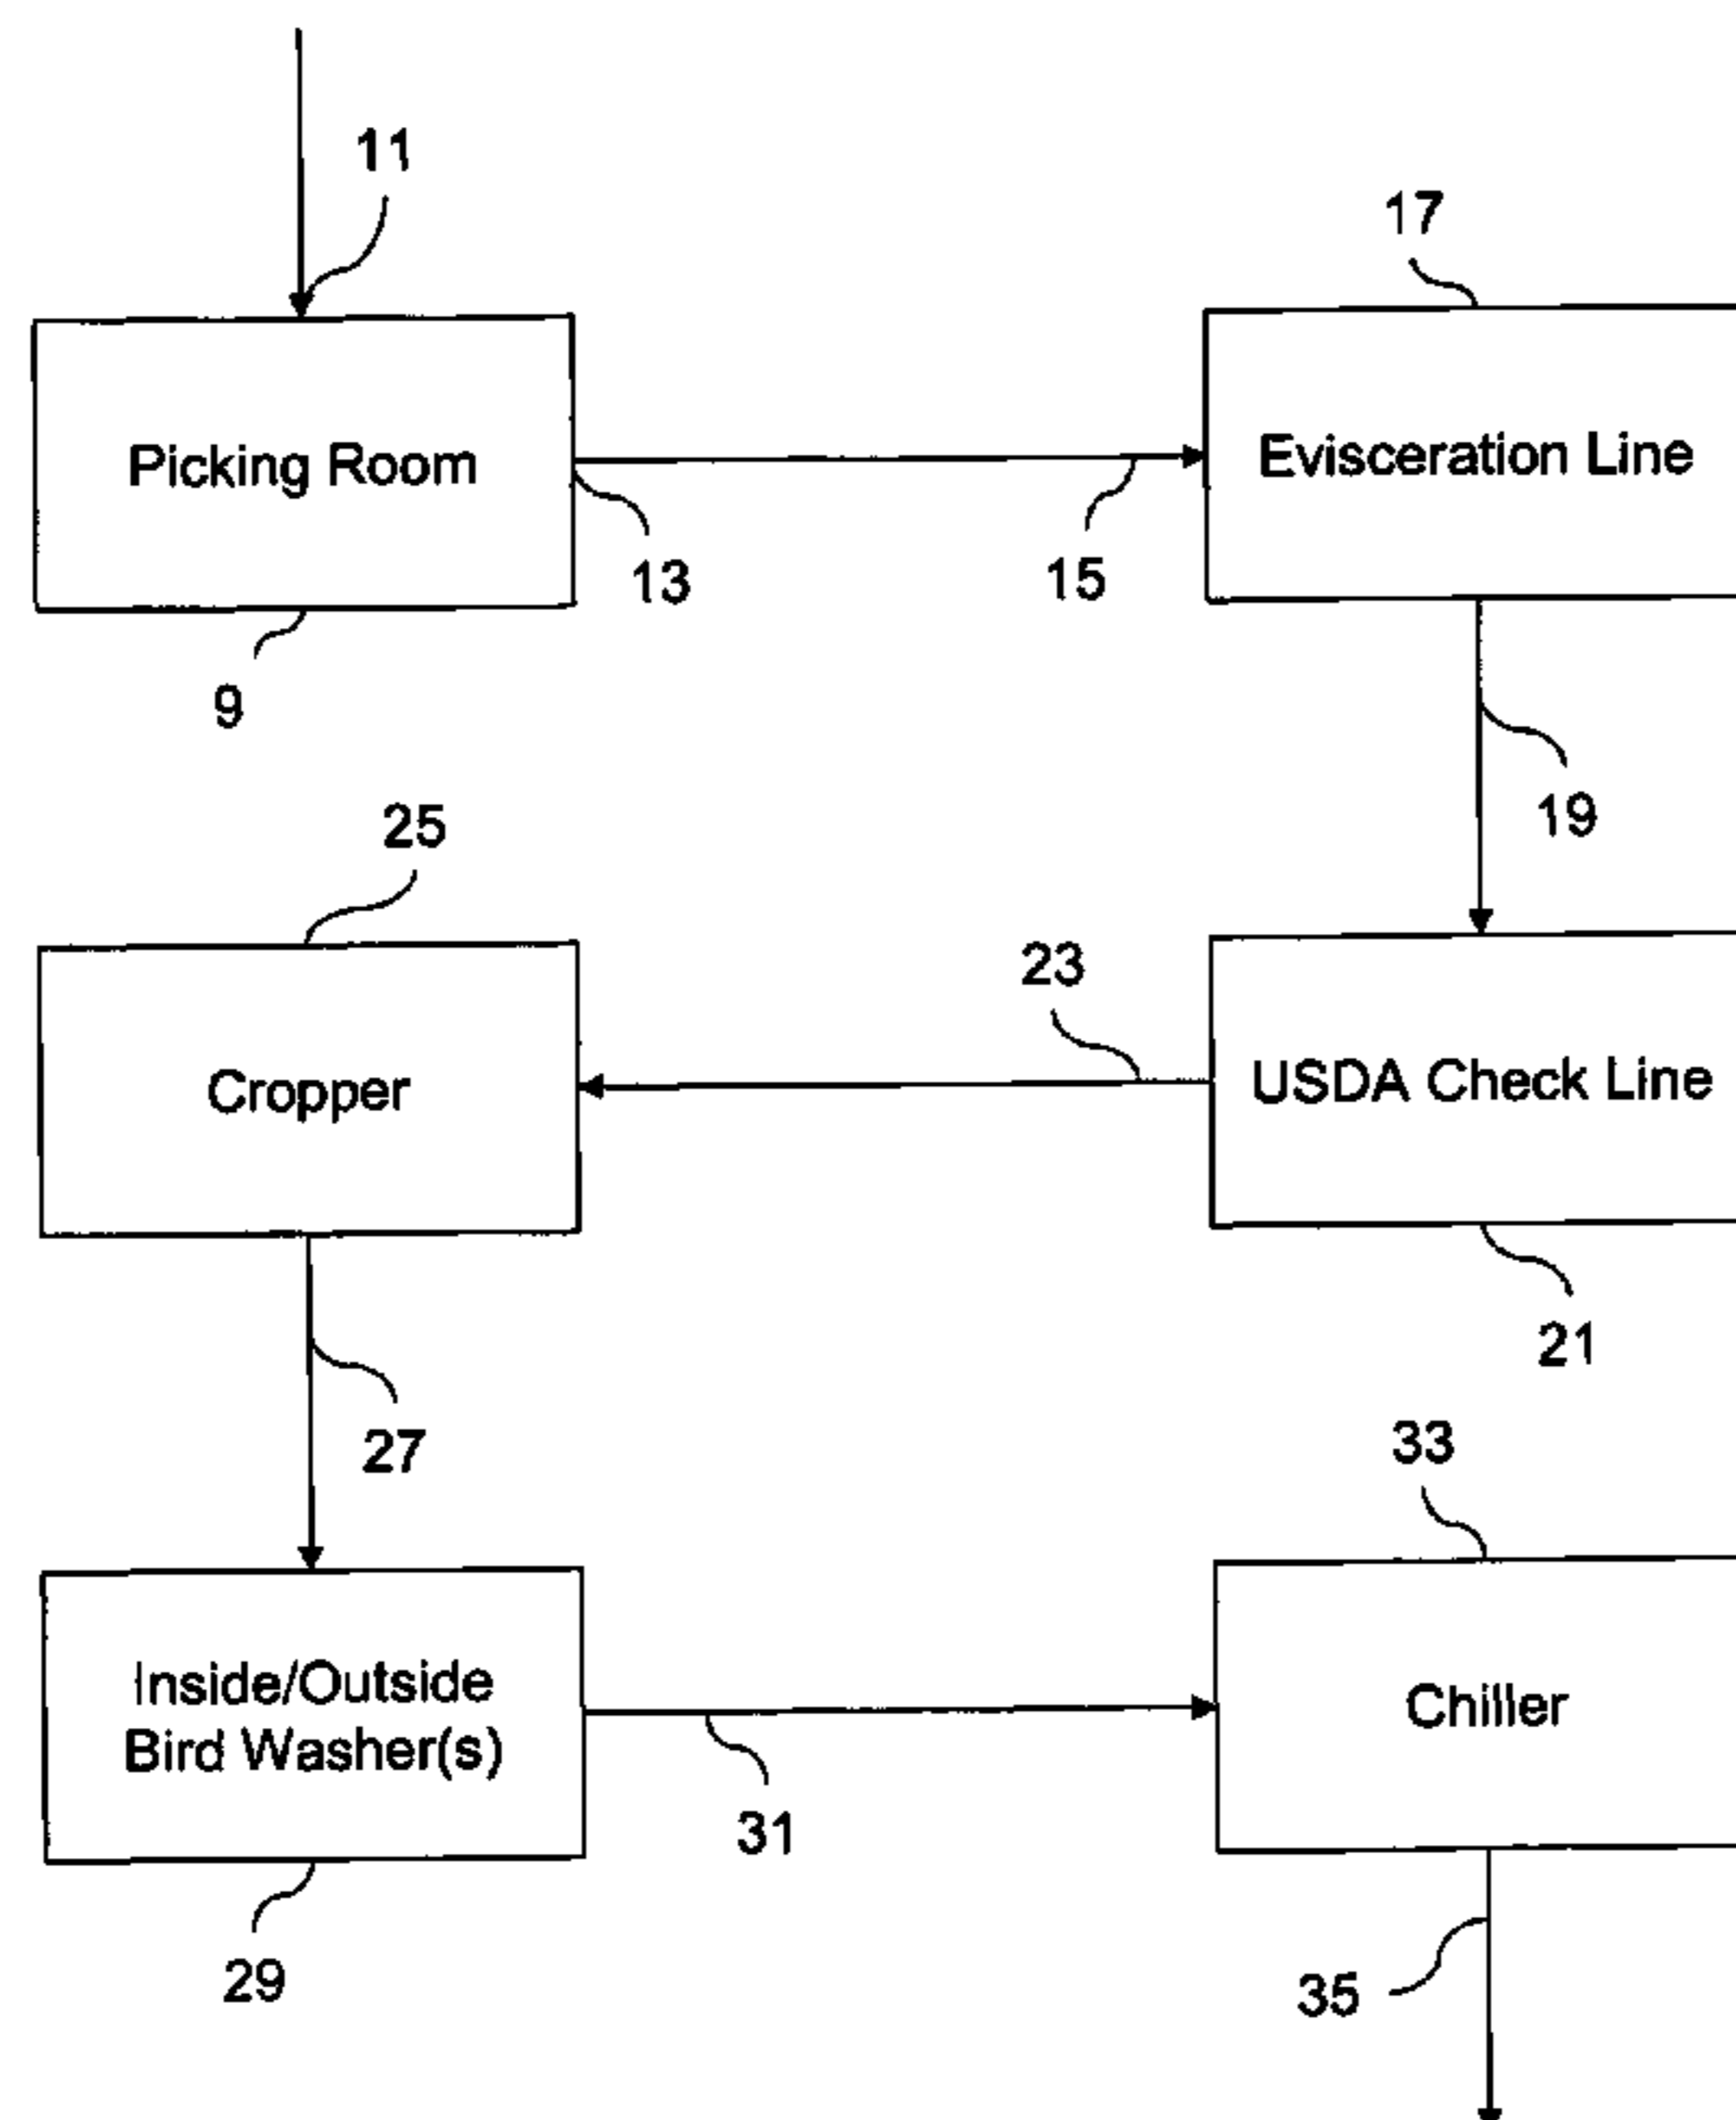 11
17
Picking Room
Evisceration Line
13
15
9
19
25
23
Cropper
USDA Check Line
21
27
33
Inside/Outside
Bird Washer(s)
Chiller
31
29
35